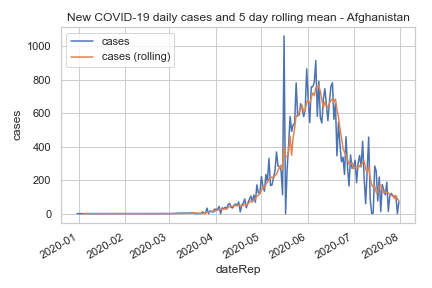 New COVID-19 daily cases and 5 day rolling mean - Afghanistan
cases
cases (rolling)
1000
800
600
400
200
0
cases
2020-01
2020-02
2020-03
2020-04
2020-05
2020-06
2020-07
2020-08
dateRep